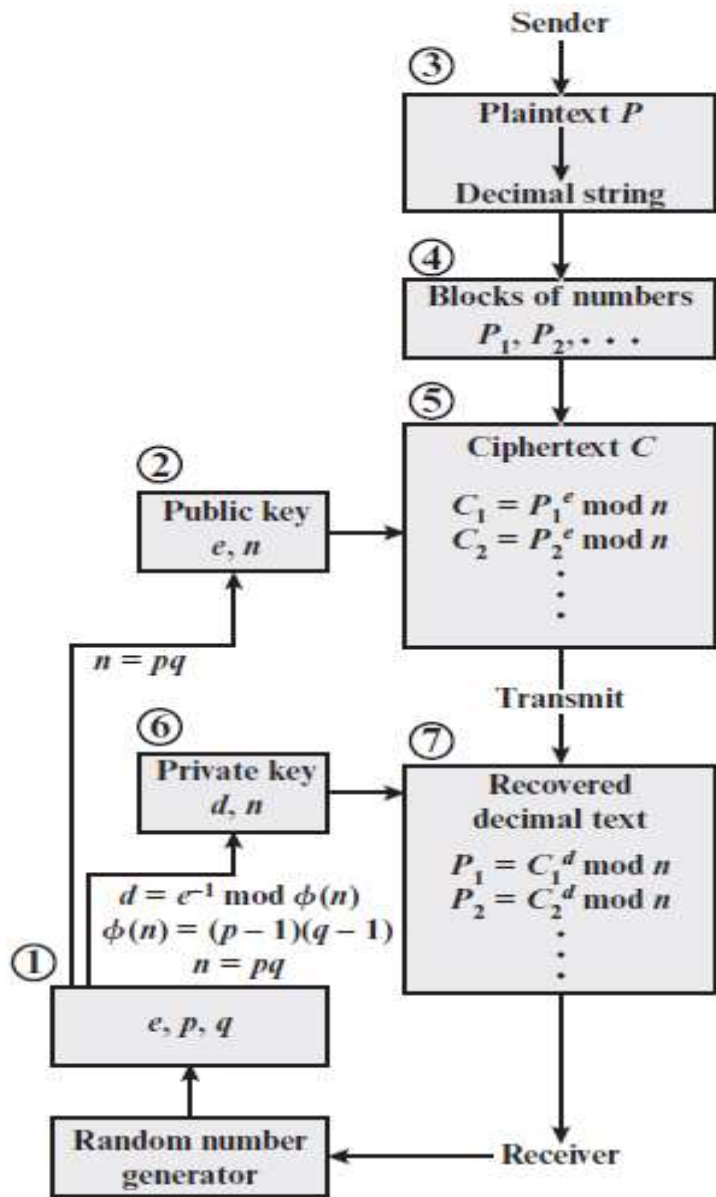 Sender
③
Plaintext P
Decimal string
④
Blocks of numbers
P₁, P₂, . . .
⑤
Ciphertext C
C₁ = P₁ᵉ mod n
C₂ = P₂ᵉ mod n
②
Public key
e, n
n = pq
Transmit
⑥
Private key
d, n
⑦
Recovered
decimal text
P₁ = C₁ᵈ mod n
P₂ = C₂ᵈ mod n
d = e⁻¹ mod ϕ(n)
ϕ(n) = (p − 1)(q − 1)
n = pq
①
e, p, q
Random number
generator
Receiver